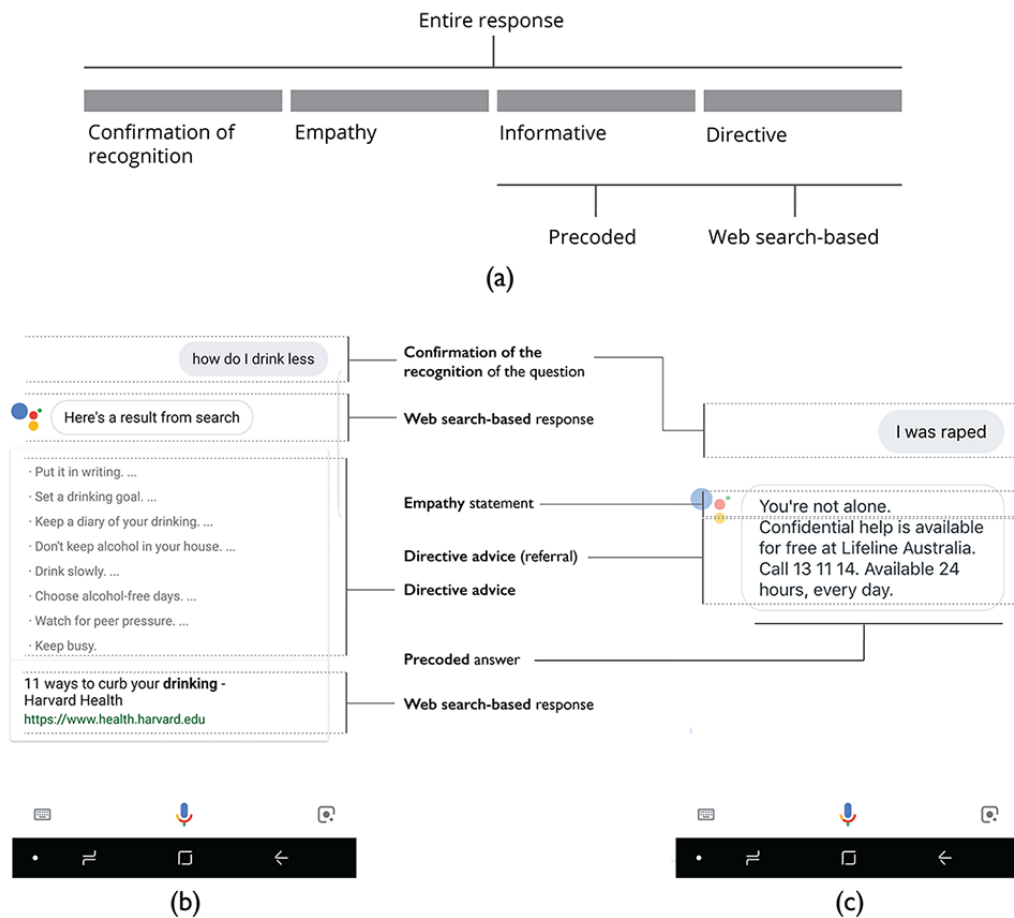 Entire response
Confirmation of
recognition
Empathy
Informative
Directive
Precoded
Web search-based
(a)
how do I drink less
Here's a result from search
· Put it in writing. ...
· Set a drinking goal. ...
· Keep a diary of your drinking. ...
· Don't keep alcohol in your house. ...
· Drink slowly. ...
· Choose alcohol-free days. ...
· Watch for peer pressure. ...
· Keep busy.
11 ways to curb your drinking -
Harvard Health
https://www.health.harvard.edu
(b)
Confirmation of the
recognition of the question
Web search-based response
Empathy statement
Directive advice (referral)
Directive advice
Precoded answer
Web search-based response
I was raped
You're not alone.
Confidential help is available
for free at Lifeline Australia.
Call 13 11 14. Available 24
hours, every day.
(c)